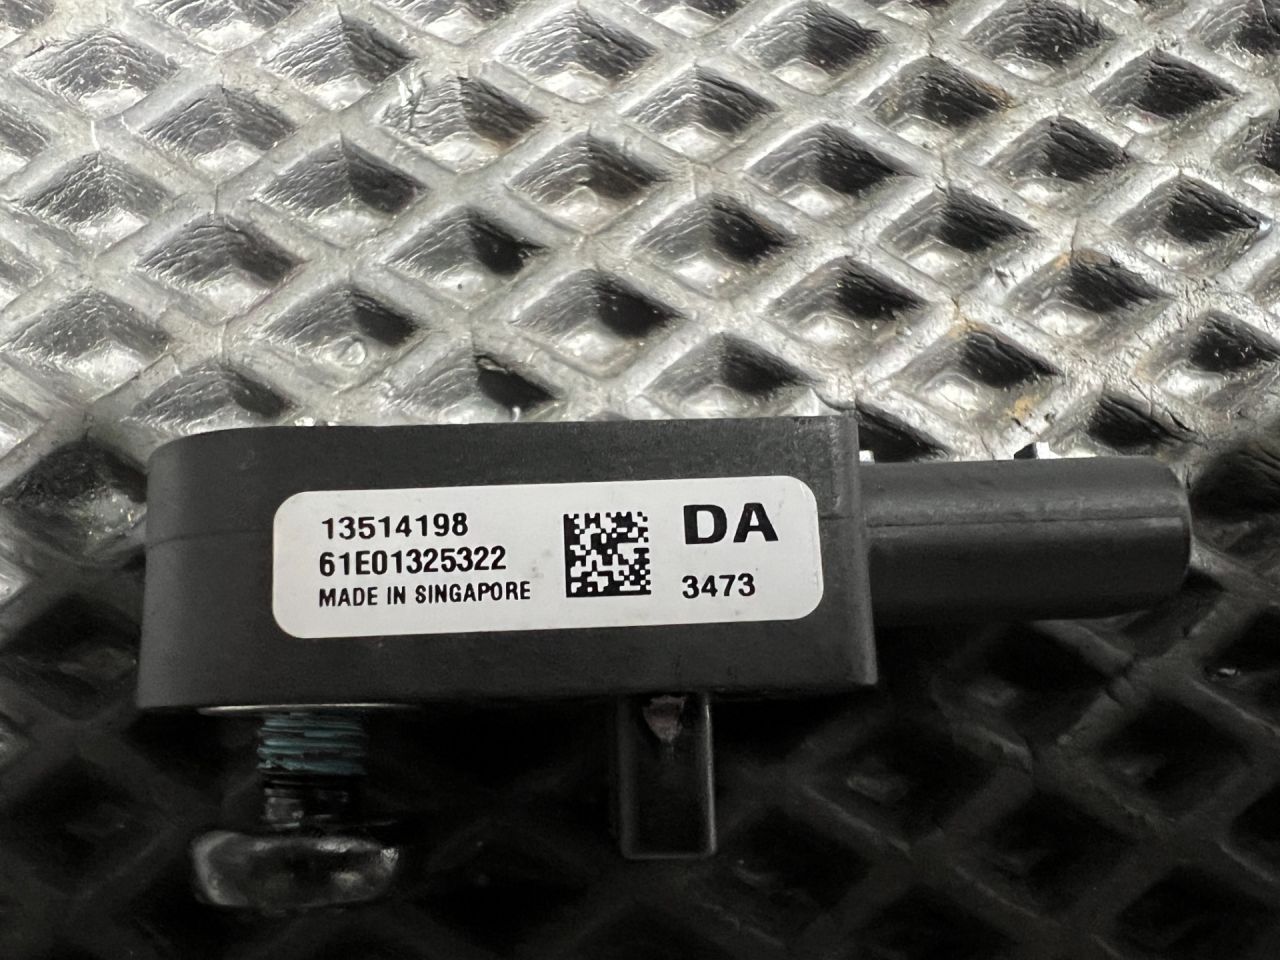 13514198
61E01325322
MADE IN SINGAPORE
DA
3473